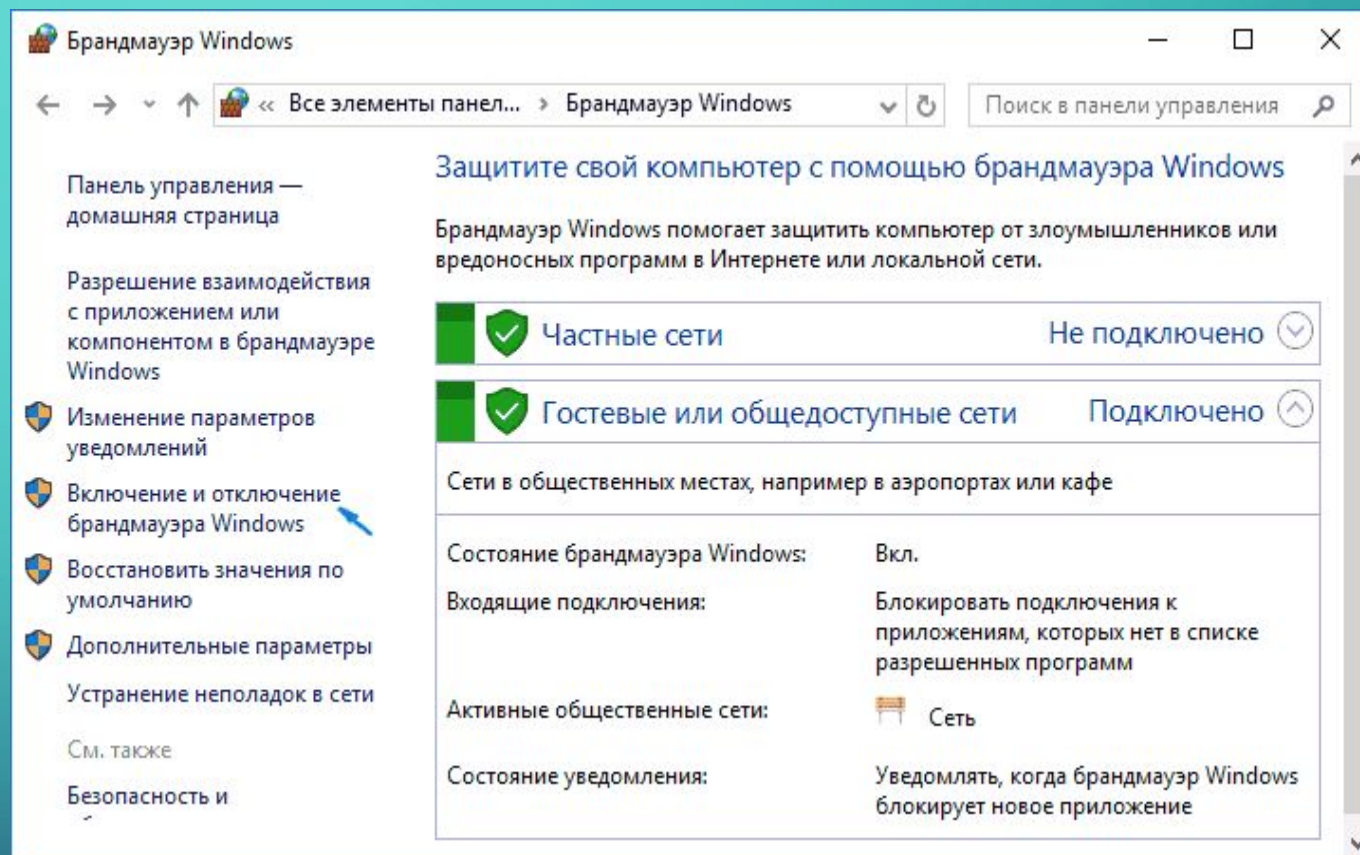 Брандмауэр Windows
« Все элементы панел... › Брандмауэр Windows
Поиск в панели управления
Панель управления —
домашняя страница
Разрешение взаимодействия
с приложением или
компонентом в брандмауэре
Windows
Изменение параметров
уведомлений
Включение и отключение
брандмауэра Windows
Восстановить значения по
умолчанию
Дополнительные параметры
Устранение неполадок в сети
См. также
Безопасность и
Защитите свой компьютер с помощью брандмауэра Windows
Брандмауэр Windows помогает защитить компьютер от злоумышленников или
вредоносных программ в Интернете или локальной сети.
Частные сети Не подключено
Гостевые или общедоступные сети Подключено
Сети в общественных местах, например в аэропортах или кафе
Состояние брандмауэра Windows: Вкл.
Входящие подключения: Блокировать подключения к
приложениям, которых нет в списке
разрешенных программ
Активные общественные сети: Сеть
Состояние уведомления: Уведомлять, когда брандмауэр Windows
блокирует новое приложение